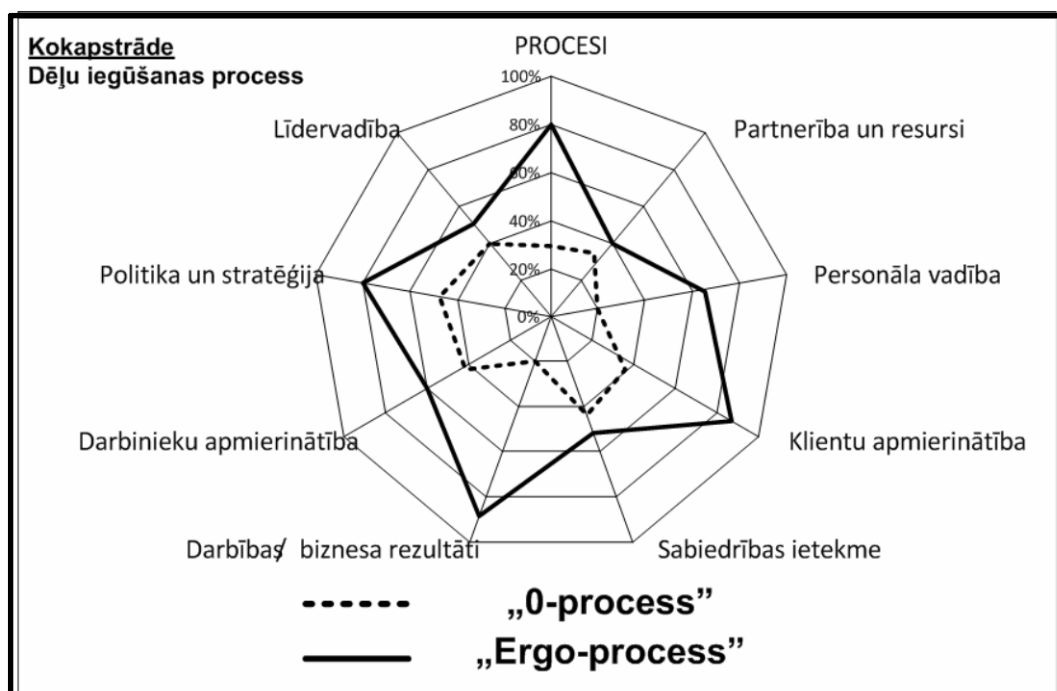 Kokapstrāde
Dēļu iegūšanas process
PROCESI
100%
80%
60%
40%
20%
0%
Partnerība un resursi
Personāla vadība
Klientu apmierinātība
Sabiedrības ietekme
Darbības/ biznesa rezultāti
Darbinieku apmierinātība
Politika un stratēģija
Līdervadība
„0-process”
„Ergo-process”